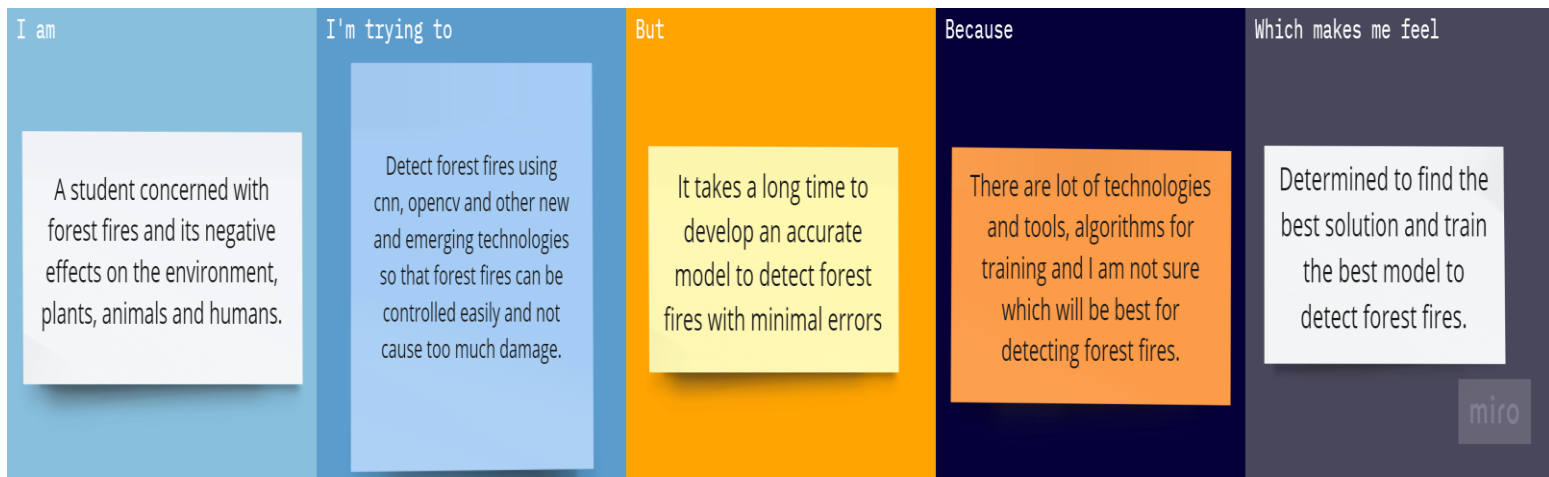 I am
A student concerned with
forest fires and its negative
effects on the environment,
plants, animals and humans.
I'm trying to
Detect forest fires using
cnn, opencv and other new
and emerging technologies
so that forest fires can be
controlled easily and not
cause too much damage.
But
It takes a long time to
develop an accurate
model to detect forest
fires with minimal errors
Because
There are lot of technologies
and tools, algorithms for
training and I am not sure
which will be best for
detecting forest fires.
Which makes me feel
Determined to find the
best solution and train
the best model to
detect forest fires.
miro